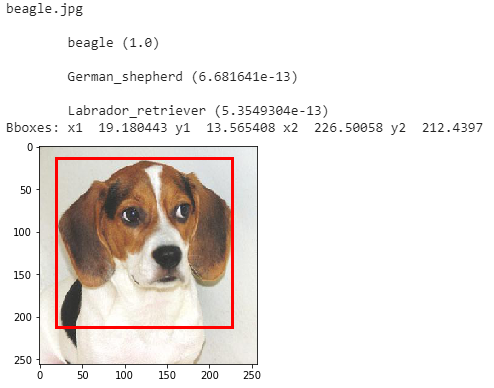 beagle.jpg
beagle (1.0)
German_shepherd (6.681641e-13)
Labrador_retriever (5.3549304e-13)
Bboxes: x1 19.180443 y1 13.565408 x2 226.50058 y2 212.4397
0
50
100
150
200
250
0 50 100 150 200 250